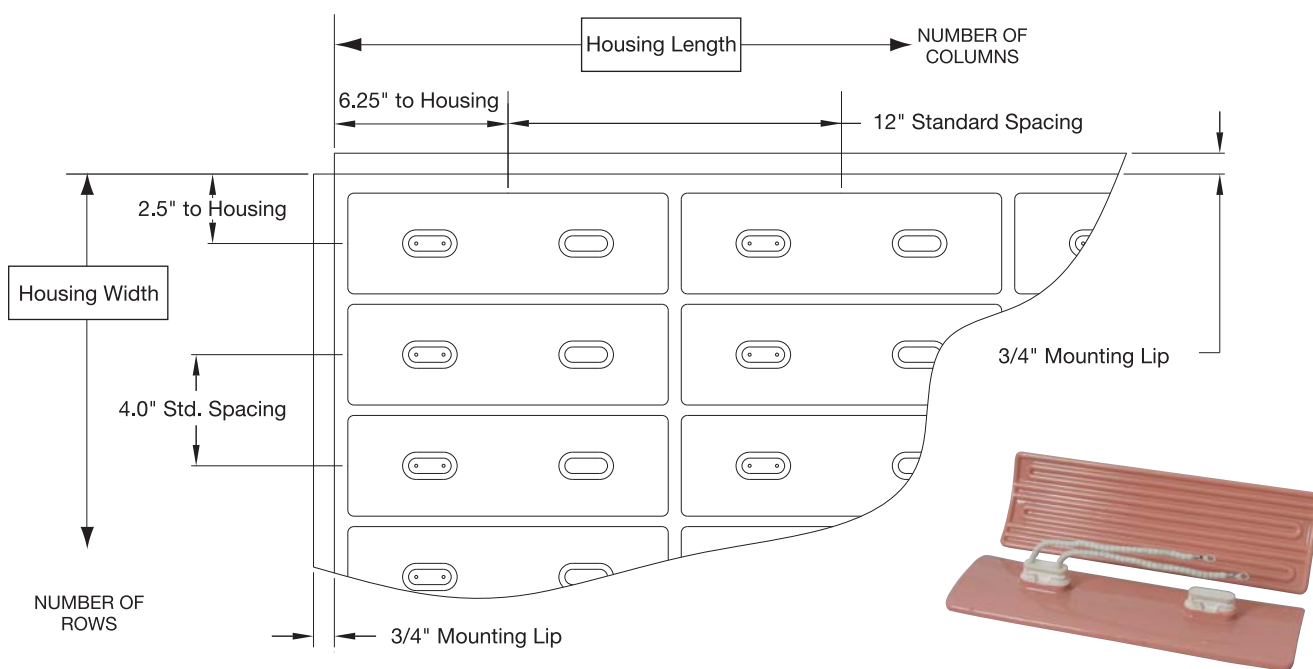 Housing Length
NUMBER OF
COLUMNS
6.25" to Housing
12" Standard Spacing
2.5" to Housing
Housing Width
3/4" Mounting Lip
4.0" Std. Spacing
NUMBER OF
ROWS
3/4" Mounting Lip